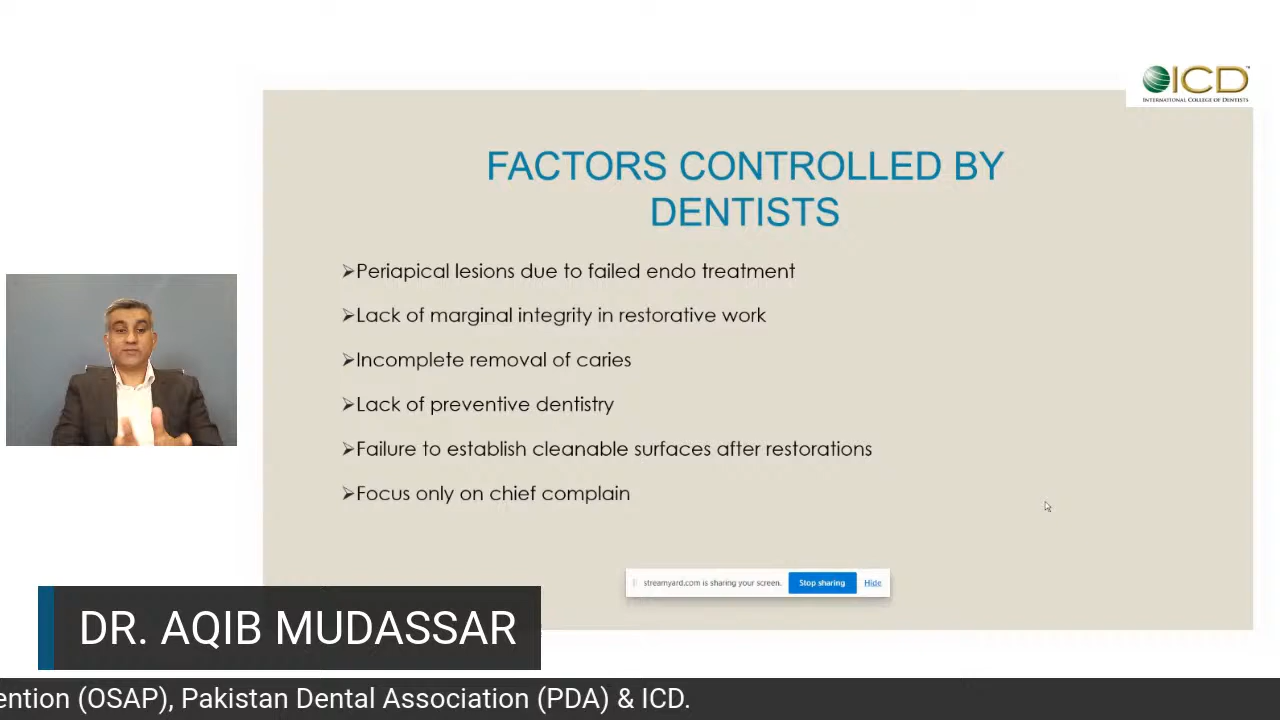 ICD
INTERNATIONAL COLLEGE OF DENTISTS
FACTORS CONTROLLED BY
DENTISTS
➢Periapical lesions due to failed endo treatment
➢Lack of marginal integrity in restorative work
➢Incomplete removal of caries
➢Lack of preventive dentistry
➢Failure to establish cleanable surfaces after restorations
➢Focus only on chief complain
streamyard.com is sharing your screen. Stop sharing Hide
DR. AQIB MUDASSAR
ention (OSAP), Pakistan Dental Association (PDA) & ICD.